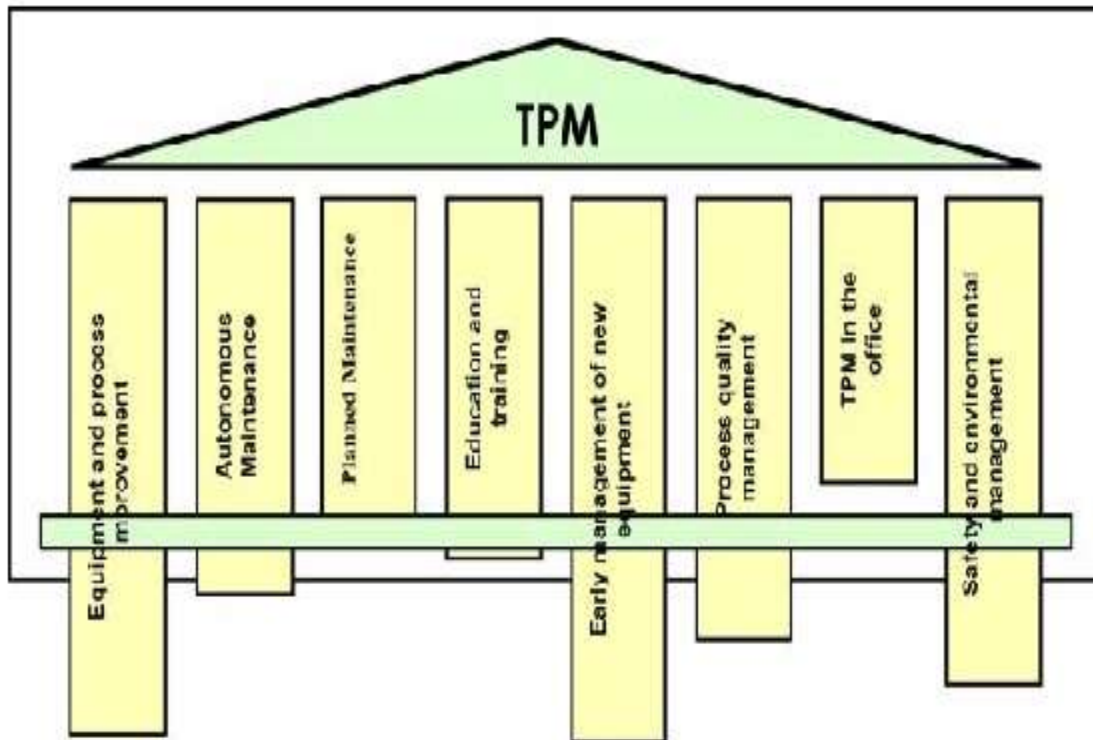 TPM
Equipment and process
improvement
Autonomous
Maintenance
Planned Maintenance
Education and
training
Early management of new
equipment
Process quality
management
TPM in the
office
Safety and environmental
management